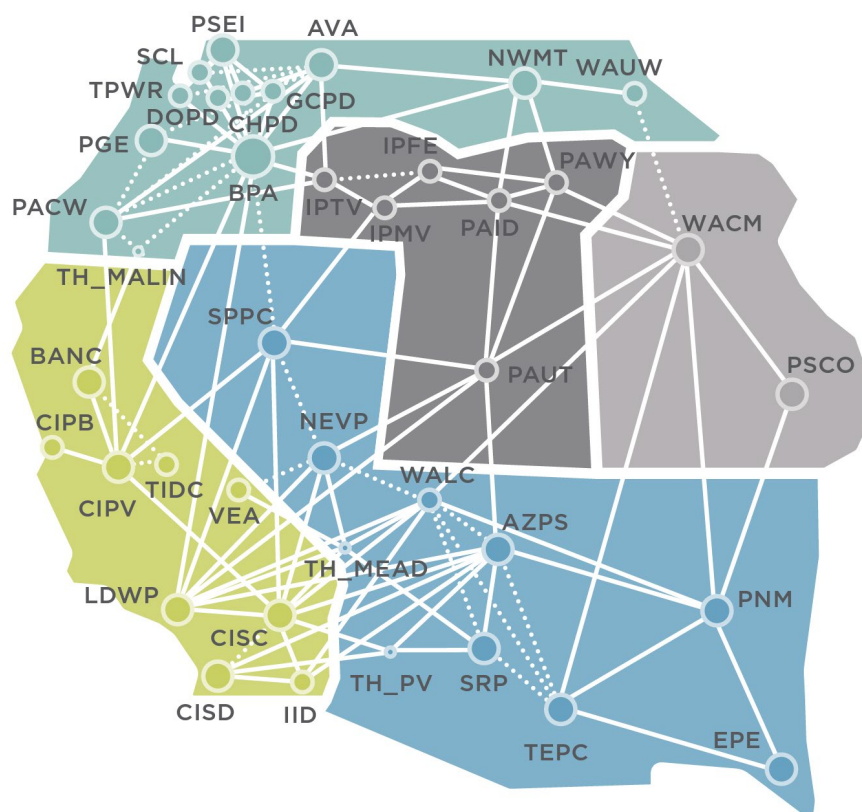 PSEI
AVA
SCL
NWMT
WAUW
TPWR
GCPD
DOPD
CHPD
PGE
IPFE
PAWY
BPA
IPTV
PACW
IPMV
PAID
WACM
TH_MALIN
SPPC
BANC
PAUT
PSCO
CIPB
NEVP
TIDC
WALC
CIPV
VEA
AZPS
TH_MEAD
LDWP
PNM
CISC
TH_PV
SRP
CISD
IID
TEPC
EPE